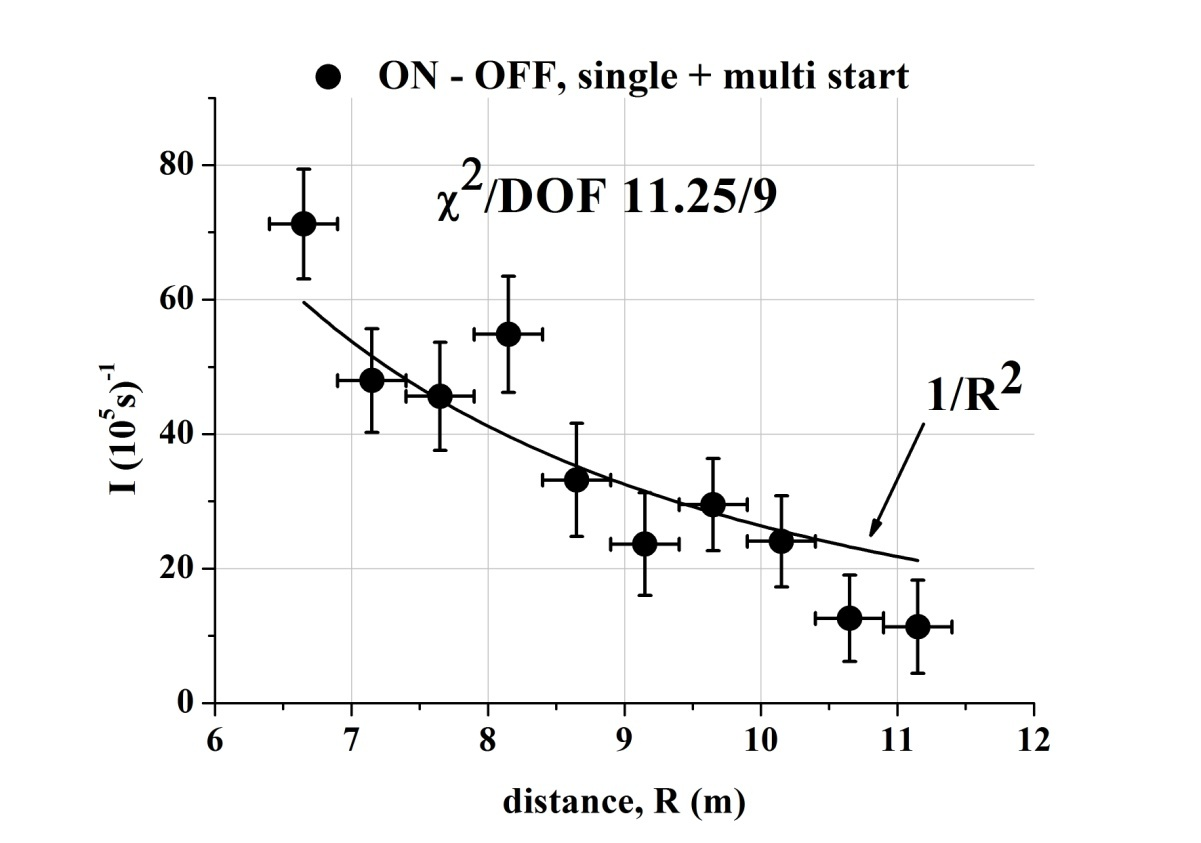 ON - OFF, single + multi start
χ²/DOF 11.25/9
1/R²
I (10⁵s)⁻¹
80
60
40
20
0
6 7 8 9 10 11 12
distance, R (m)